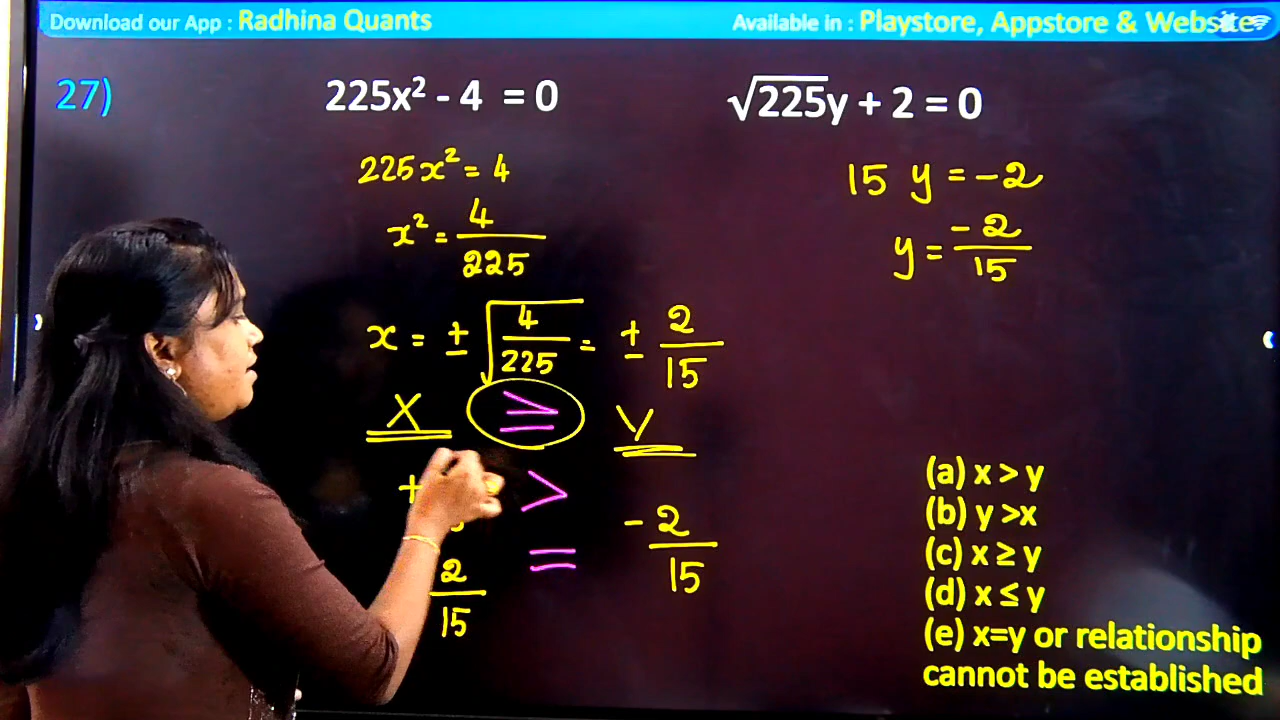 Download our App : Radhina Quants
Available in : Playstore, Appstore & Website
27)
225x² - 4 = 0
√225y + 2 = 0
225x² = 4
15 y = -2
x² = 4/225
y = -2/15
x = ± √4/225 = ± 2/15
X ≥ Y
+ > -2/15
2/15 =
(a) x > y
(b) y >x
(c) x ≥ y
(d) x ≤ y
(e) x=y or relationship
cannot be established